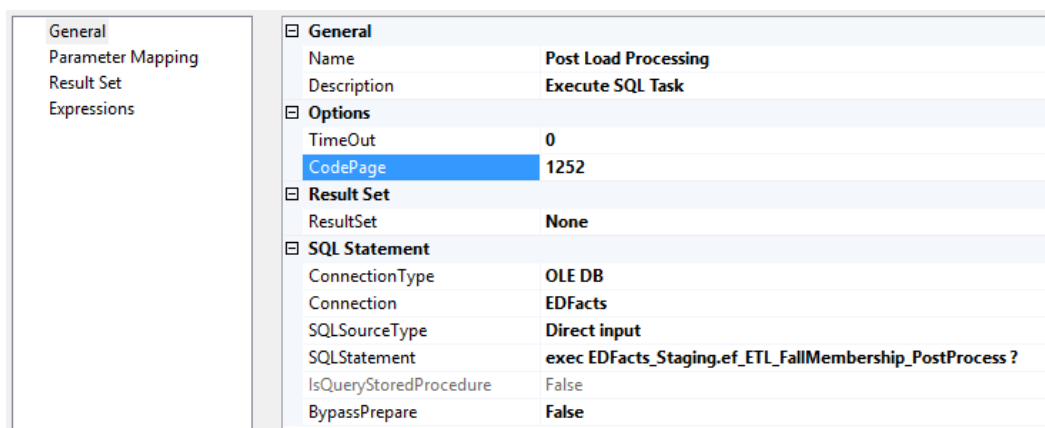 General
Parameter Mapping
Result Set
Expressions
General
Name Post Load Processing
Description Execute SQL Task
Options
TimeOut 0
CodePage 1252
Result Set
ResultSet None
SQL Statement
ConnectionType OLE DB
Connection EDFacts
SQLSourceType Direct input
SQLStatement exec EDFacts_Staging.ef_ETL_FallMembership_PostProcess ?
IsQueryStoredProcedure False
BypassPrepare False